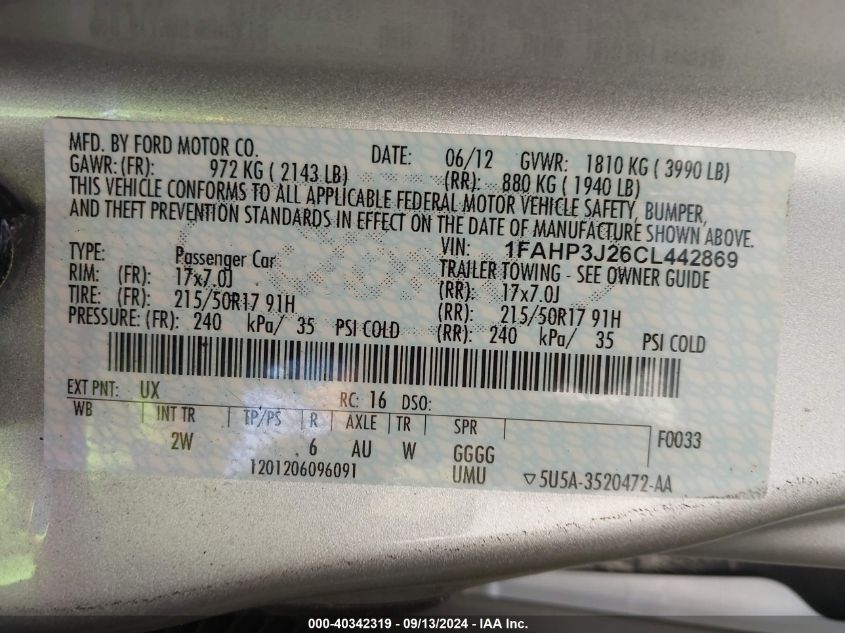 MFD. BY FORD MOTOR CO. DATE: 06/12 GVWR: 1810 KG ( 3990 LB)
GAWR: (FR): 972 KG ( 2143 LB) (RR): 880 KG ( 1940 LB)
THIS VEHICLE CONFORMS TO ALL APPLICABLE FEDERAL MOTOR VEHICLE SAFETY, BUMPER,
AND THEFT PREVENTION STANDARDS IN EFFECT ON THE DATE OF MANUFACTURE SHOWN ABOVE.
VIN: 1FAHP3J26CL442869
TYPE: Passenger Car TRAILER TOWING - SEE OWNER GUIDE
RIM: (FR): 17x7.0J (RR): 17x7.0J
TIRE: (FR): 215/50R17 91H (RR): 215/50R17 91H
PRESSURE: (FR): 240 kPa/ 35 PSI COLD (RR): 240 kPa/ 35 PSI COLD
EXT PNT: UX RC: 16 DSO:
WB INT TR TP/PS R AXLE TR SPR F0033
2W 6 AU W GGGG
1201206096091 UMU ▽5U5A-3520472-AA
000-40342319 - 09/13/2024 - IAA Inc.